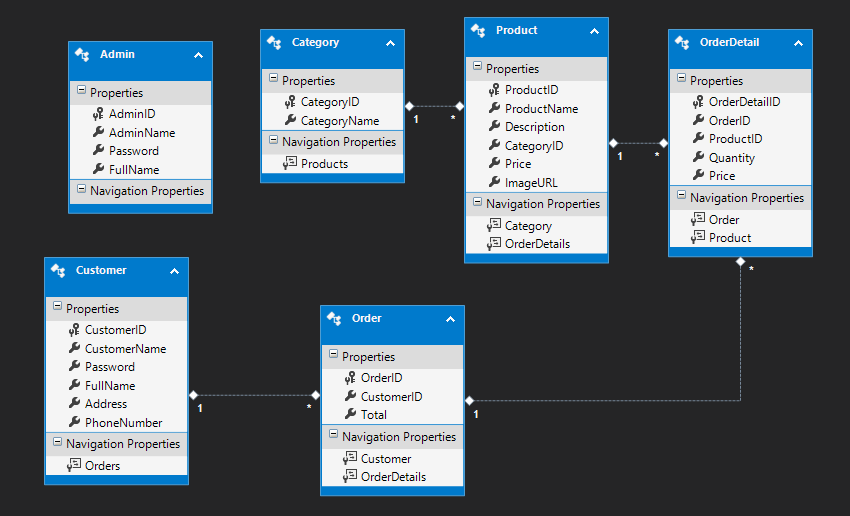 Admin
Properties
AdminID
AdminName
Password
FullName
Navigation Properties
Category
Properties
CategoryID
CategoryName
Navigation Properties
Products
1
*
Product
Properties
ProductID
ProductName
Description
CategoryID
Price
ImageURL
Navigation Properties
Category
OrderDetails
1
*
OrderDetail
Properties
OrderDetailID
OrderID
ProductID
Quantity
Price
Navigation Properties
Order
Product
*
Customer
Properties
CustomerID
CustomerName
Password
FullName
Address
PhoneNumber
Navigation Properties
Orders
1
*
Order
Properties
OrderID
CustomerID
Total
Navigation Properties
Customer
OrderDetails
1